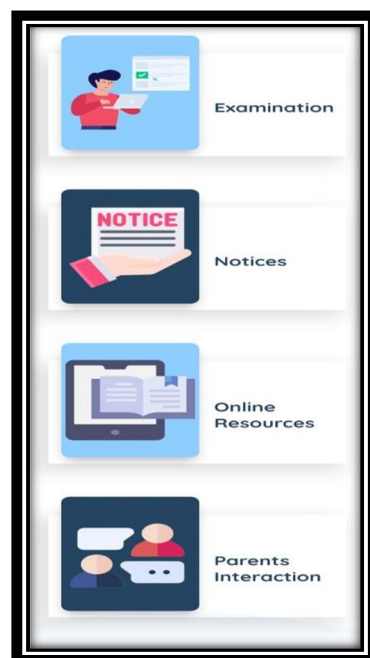 Examination
NOTICE
Notices
Online
Resources
Parents
Interaction